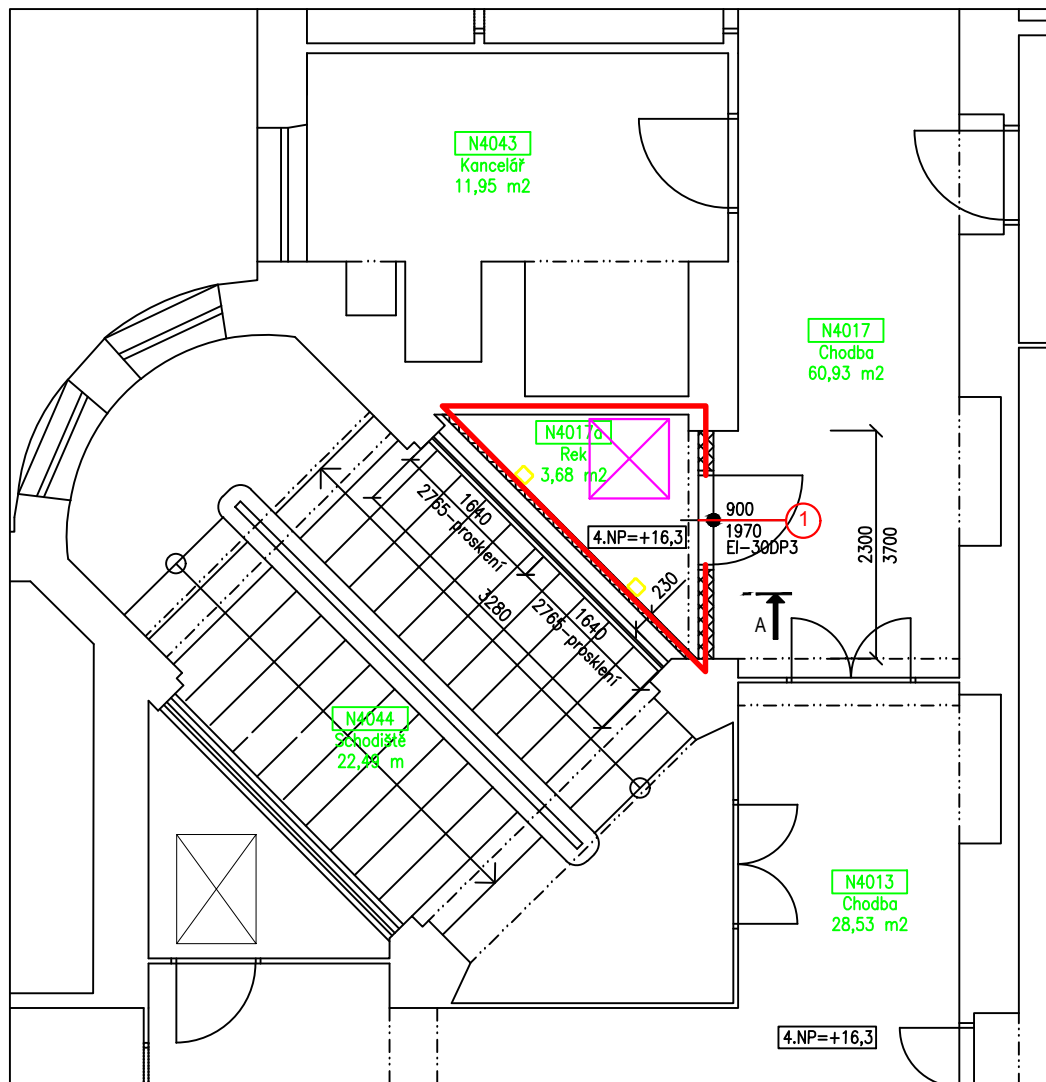 N4043
Kancelář
11,95 m2
N4017
Chodba
60,93 m2
N4017a
Rek
3,68 m2
4.NP=+16,3
900
1970
EI-30DP3
1
2300
3700
A
230
1640
2765-prosklení
3280
1640
2765-prosklení
N4044
Schodiště
22,49 m
N4013
Chodba
28,53 m2
4.NP=+16,3